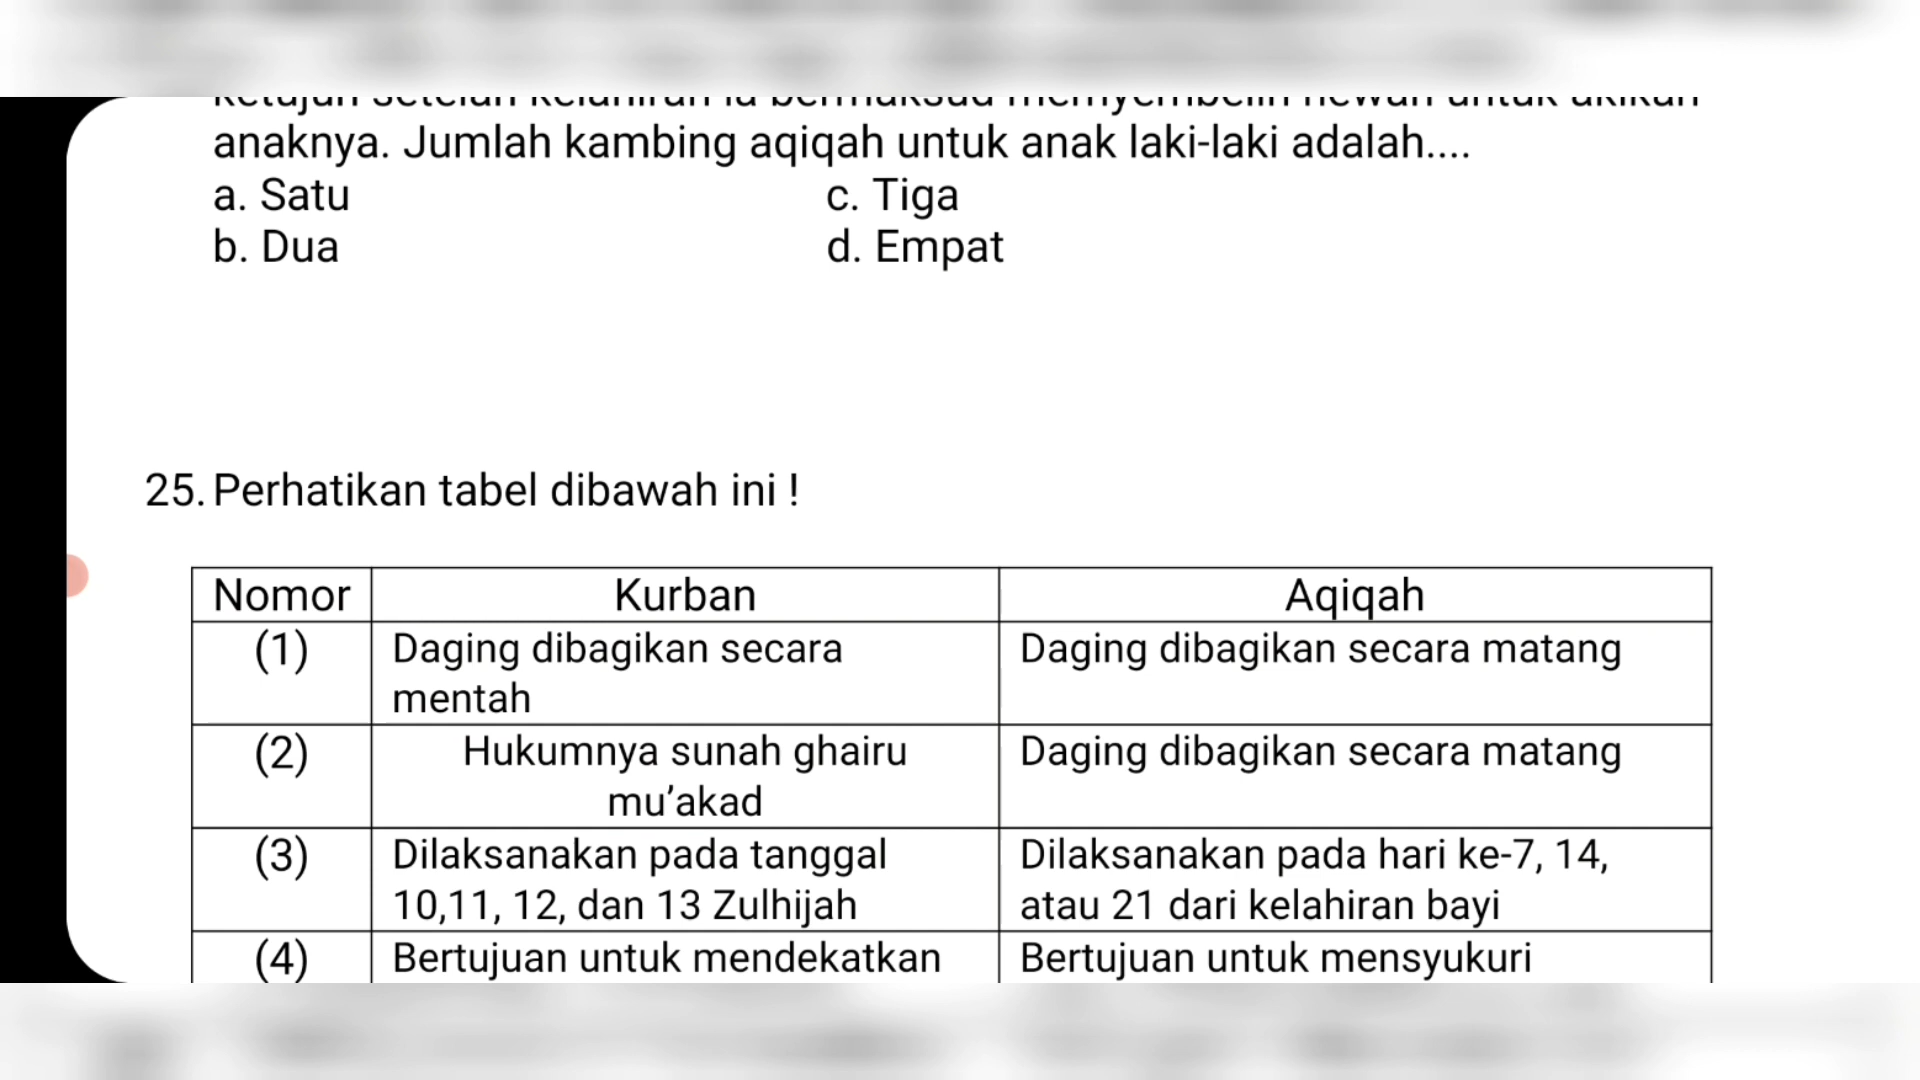 anaknya. Jumlah kambing aqiqah untuk anak laki-laki adalah....
a. Satu
c. Tiga
b. Dua
d. Empat
25. Perhatikan tabel dibawah ini !
Nomor Kurban Aqiqah
(1) Daging dibagikan secara mentah Daging dibagikan secara matang
(2) Hukumnya sunah ghairu mu'akad Daging dibagikan secara matang
(3) Dilaksanakan pada tanggal 10,11, 12, dan 13 Zulhijah Dilaksanakan pada hari ke-7, 14, atau 21 dari kelahiran bayi
(4) Bertujuan untuk mendekatkan Bertujuan untuk mensyukuri